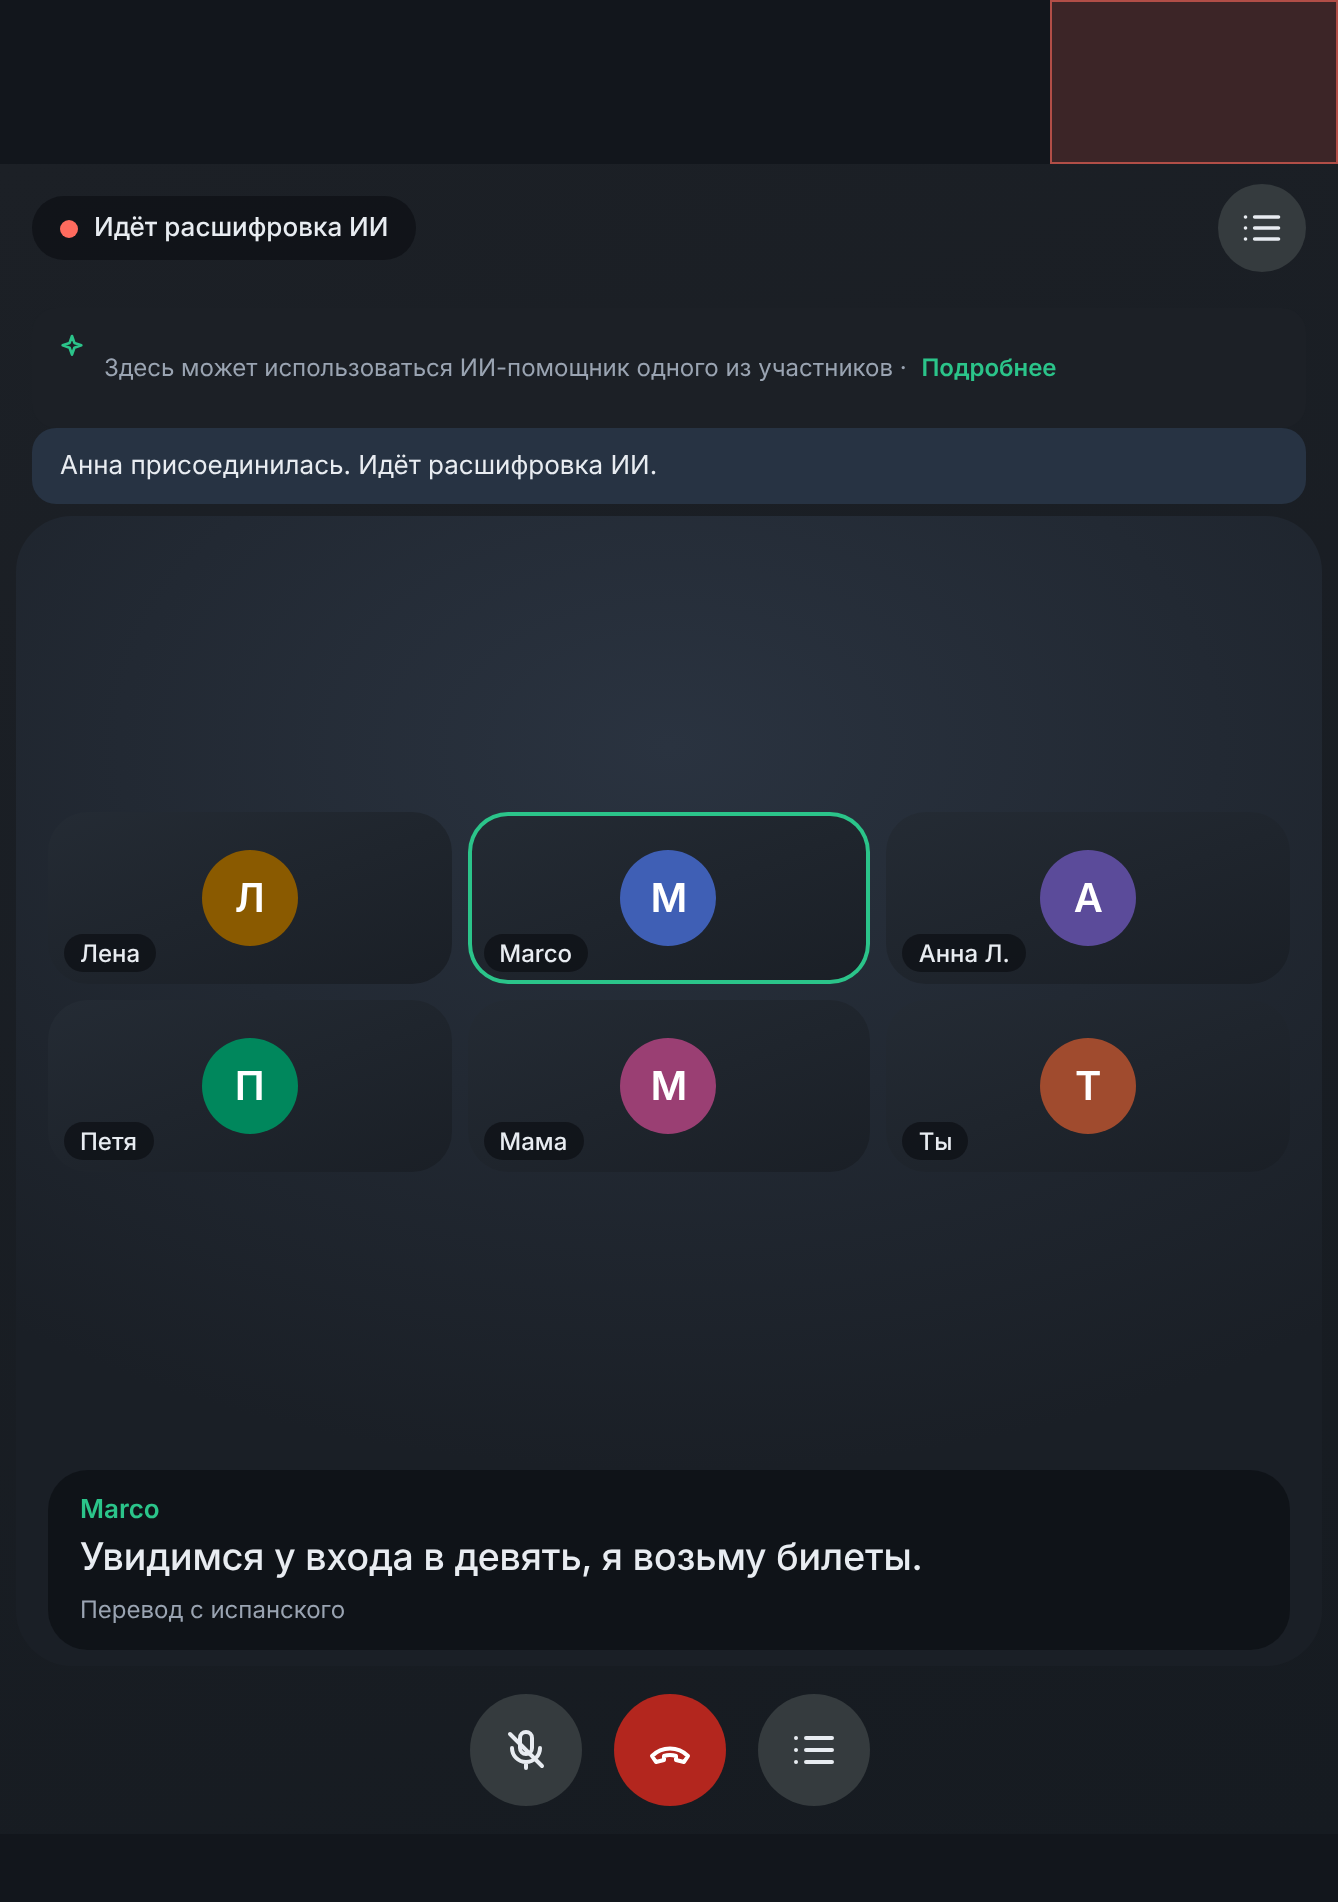 Идёт расшифровка ИИ
Здесь может использоваться ИИ-помощник одного из участников · Подробнее
Анна присоединилась. Идёт расшифровка ИИ.
Л
Лена
M
Marco
А
Анна Л.
П
Петя
М
Мама
Т
Ты
Marco
Увидимся у входа в девять, я возьму билеты.
Перевод с испанского